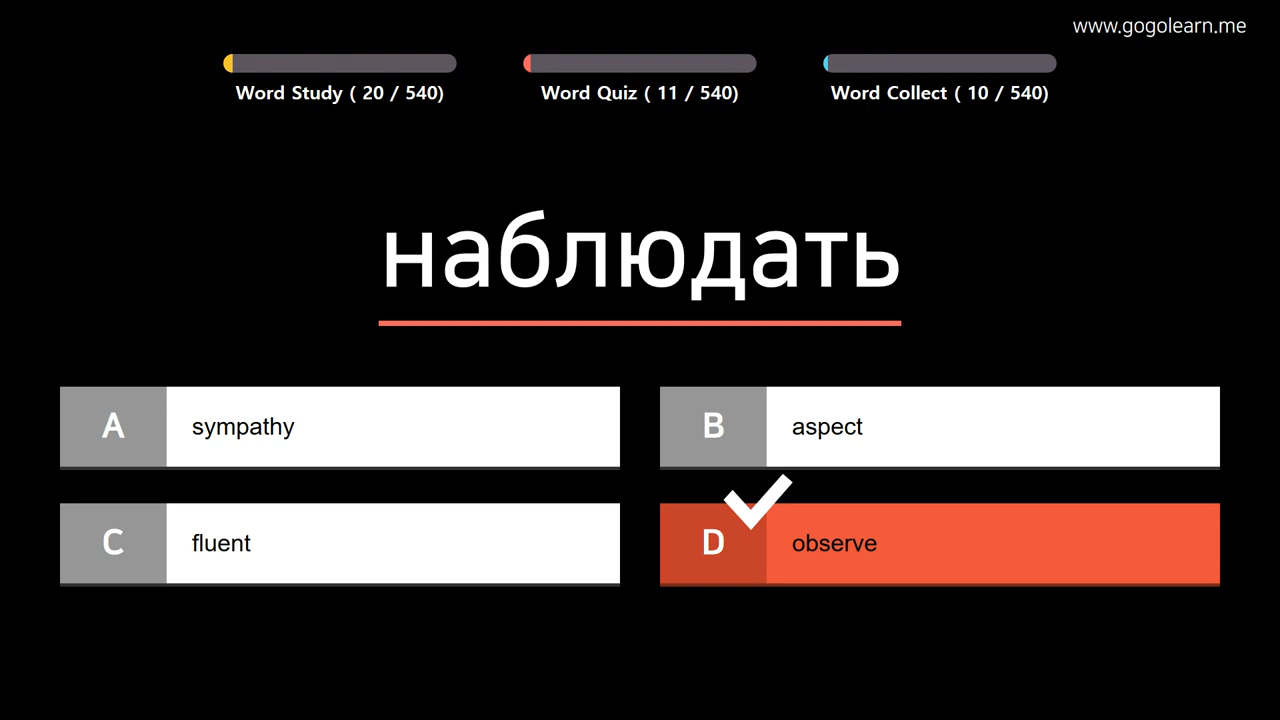 www.gogolearn.me
Word Study ( 20 / 540)
Word Quiz ( 11 / 540)
Word Collect ( 10 / 540)
наблюдать
A sympathy
B aspect
C fluent
D observe